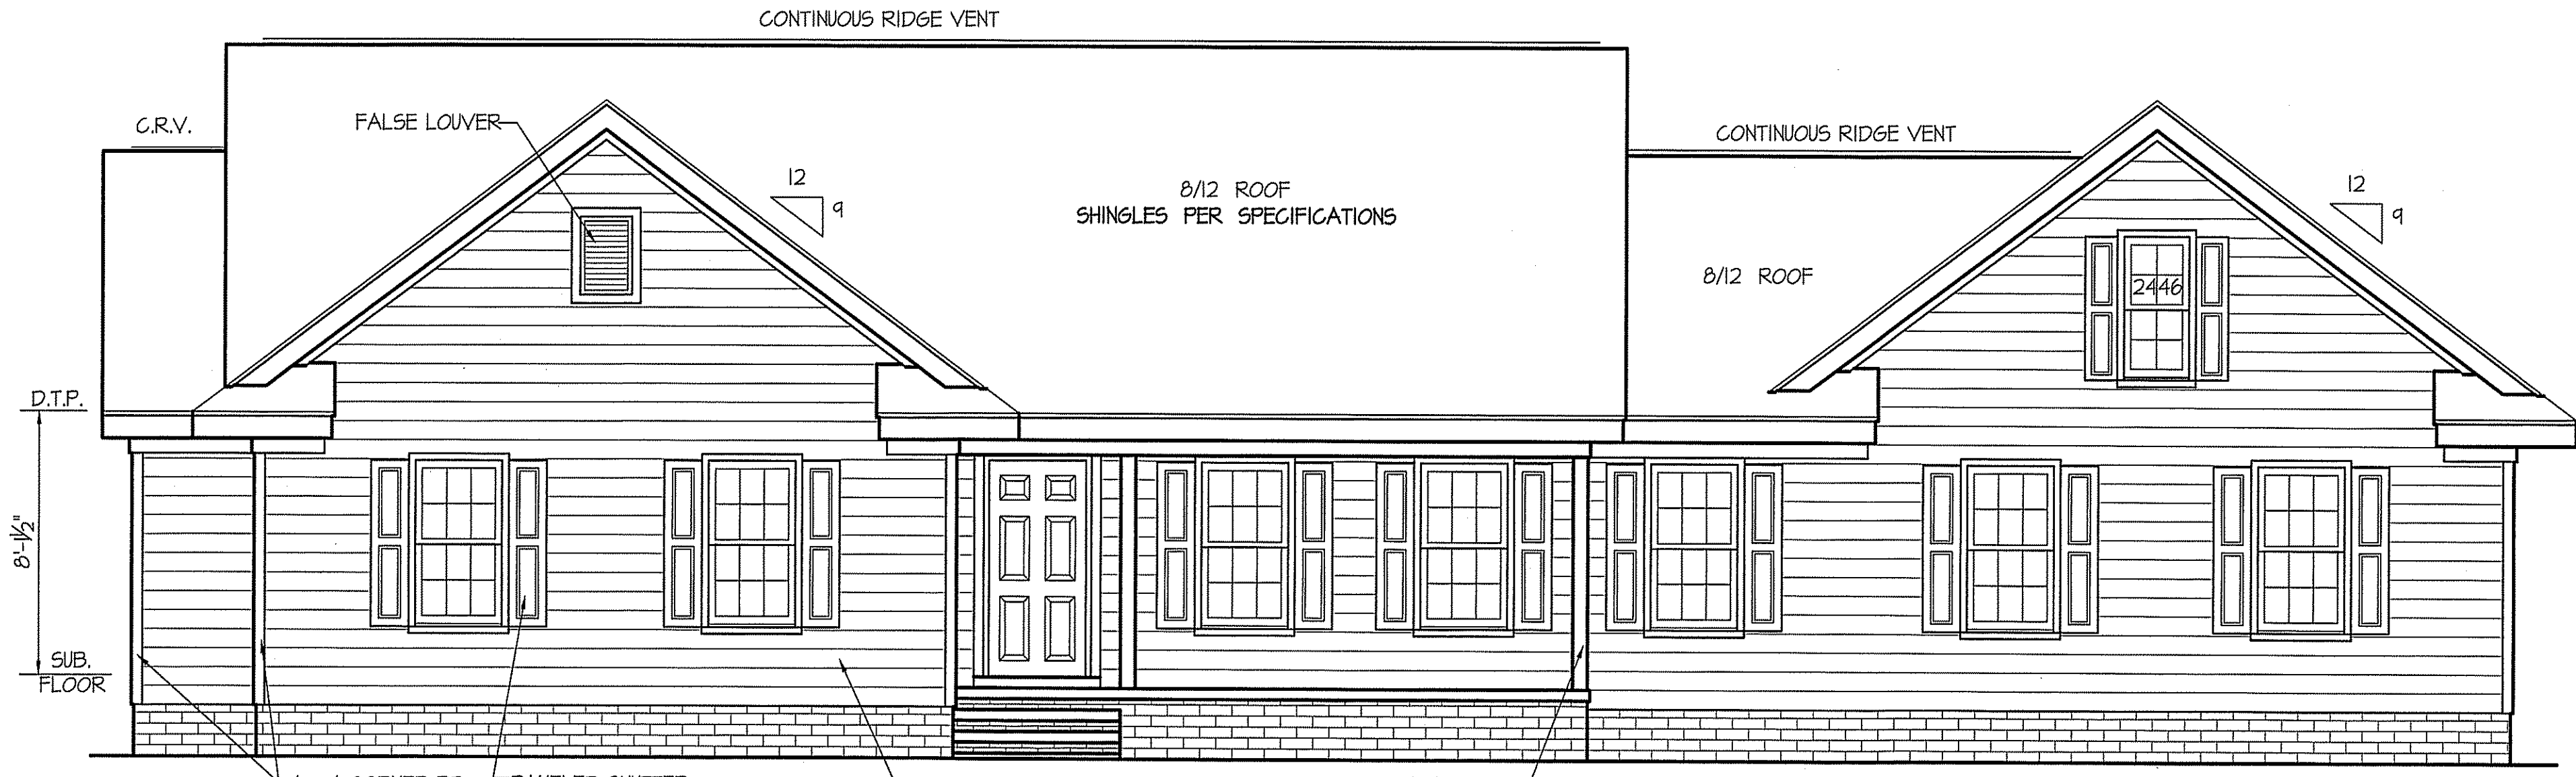 CONTINUOUS RIDGE VENT
C.R.V.
FALSE LOUVER
12
9
8/12 ROOF
SHINGLES PER SPECIFICATIONS
CONTINUOUS RIDGE VENT
8/12 ROOF
12
9
2446
D.T.P.
8'-1½"
SUB.
FLOOR